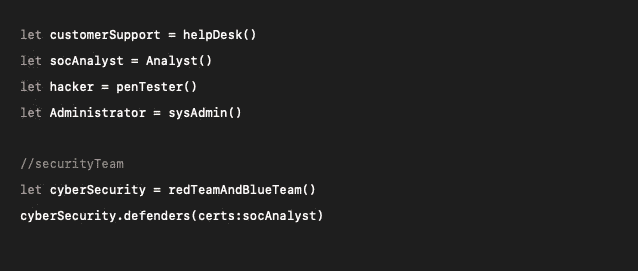 let customerSupport = helpDesk()
let socAnalyst = Analyst()
let hacker = penTester()
let Administrator = sysAdmin()
//securityTeam
let cyberSecurity = redTeamAndBlueTeam()
cyberSecurity.defenders(certs:socAnalyst)